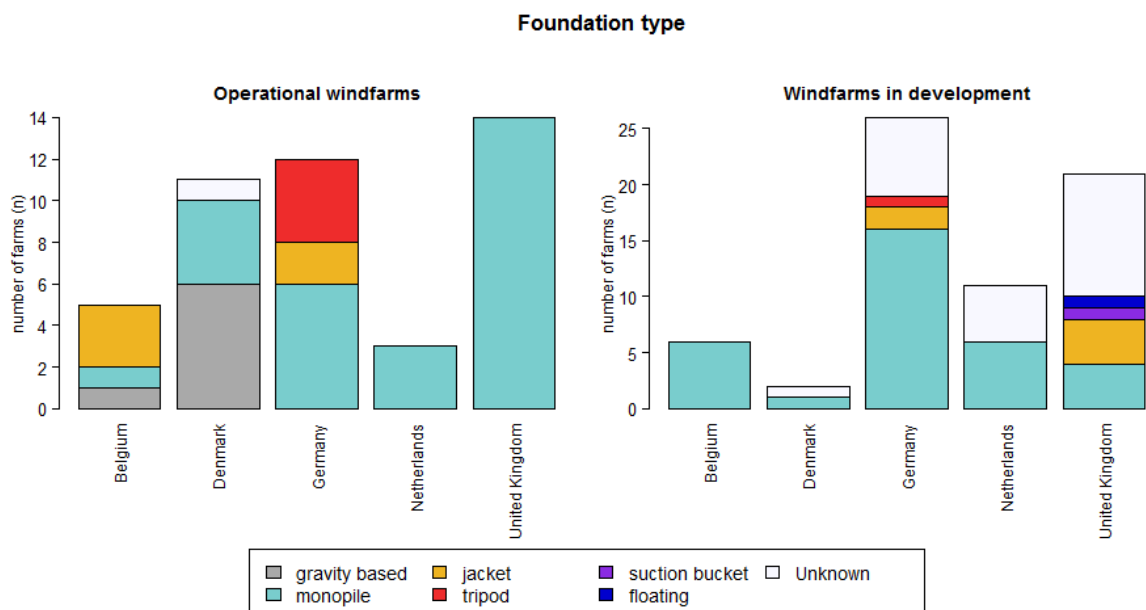 Foundation type
Operational windfarms
number of farms (n)
14
12
10
8
6
4
2
0
Belgium
Denmark
Germany
Netherlands
United Kingdom
Windfarms in development
number of farms (n)
25
20
15
10
5
0
Belgium
Denmark
Germany
Netherlands
United Kingdom
gravity based jacket suction bucket Unknown
monopile tripod floating